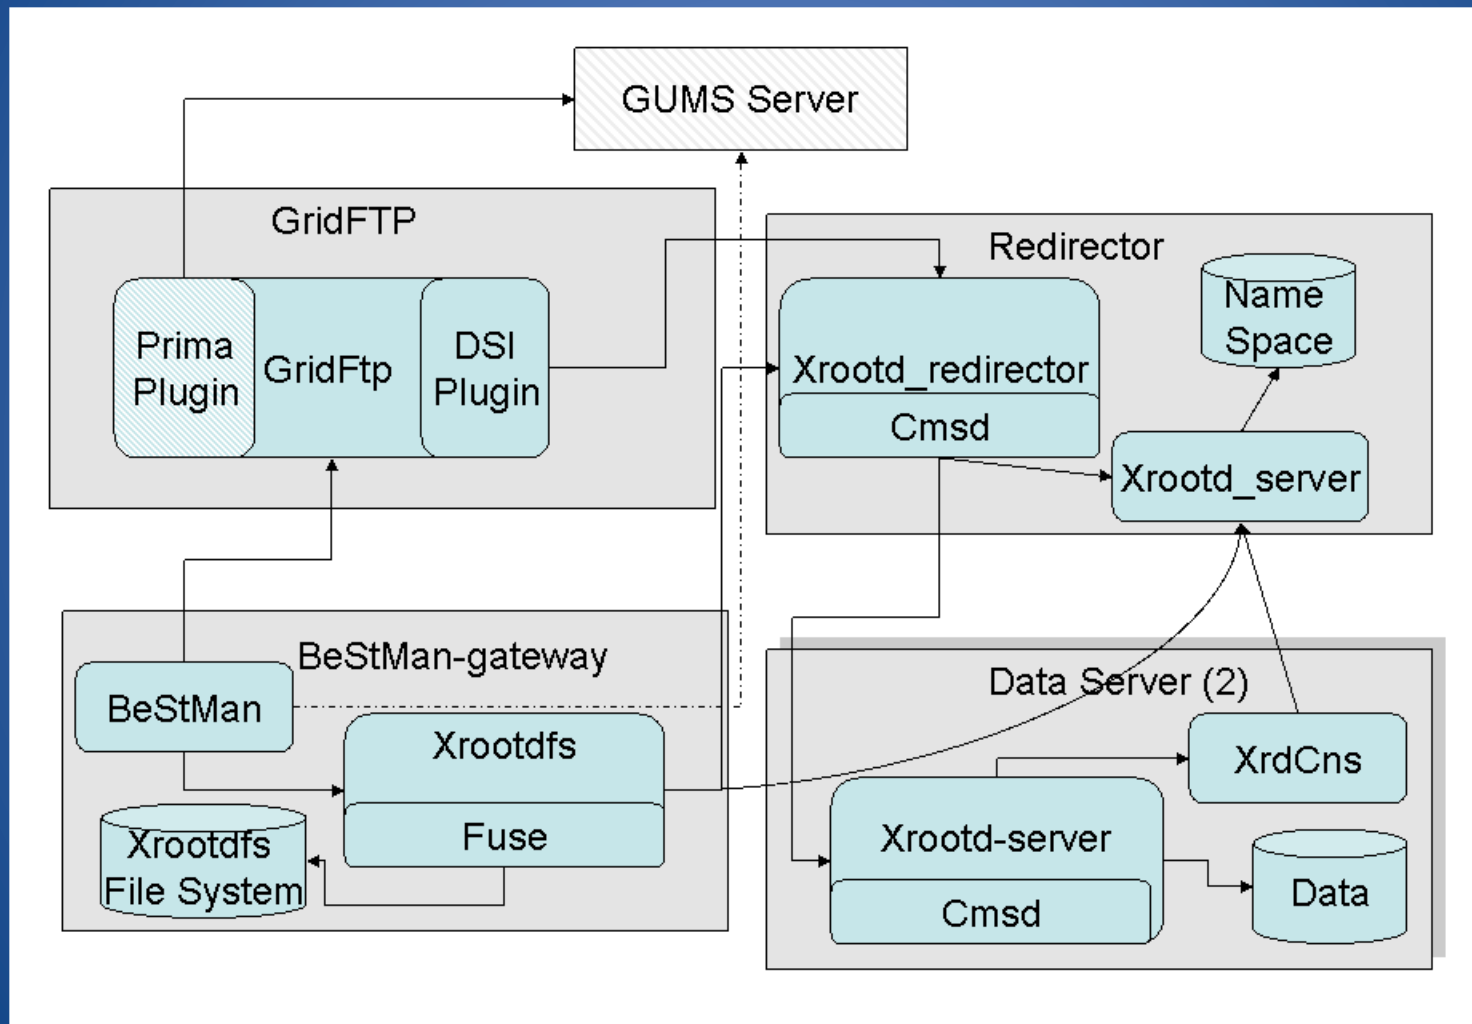 GUMS Server
GridFTP
Prima
Plugin
GridFtp
DSI
Plugin
Redirector
Name
Space
Xrootd_redirector
Cmsd
Xrootd_server
BeStMan-gateway
BeStMan
Xrootdfs
Fuse
Xrootdfs
File System
Data Server (2)
XrdCns
Xrootd-server
Cmsd
Data